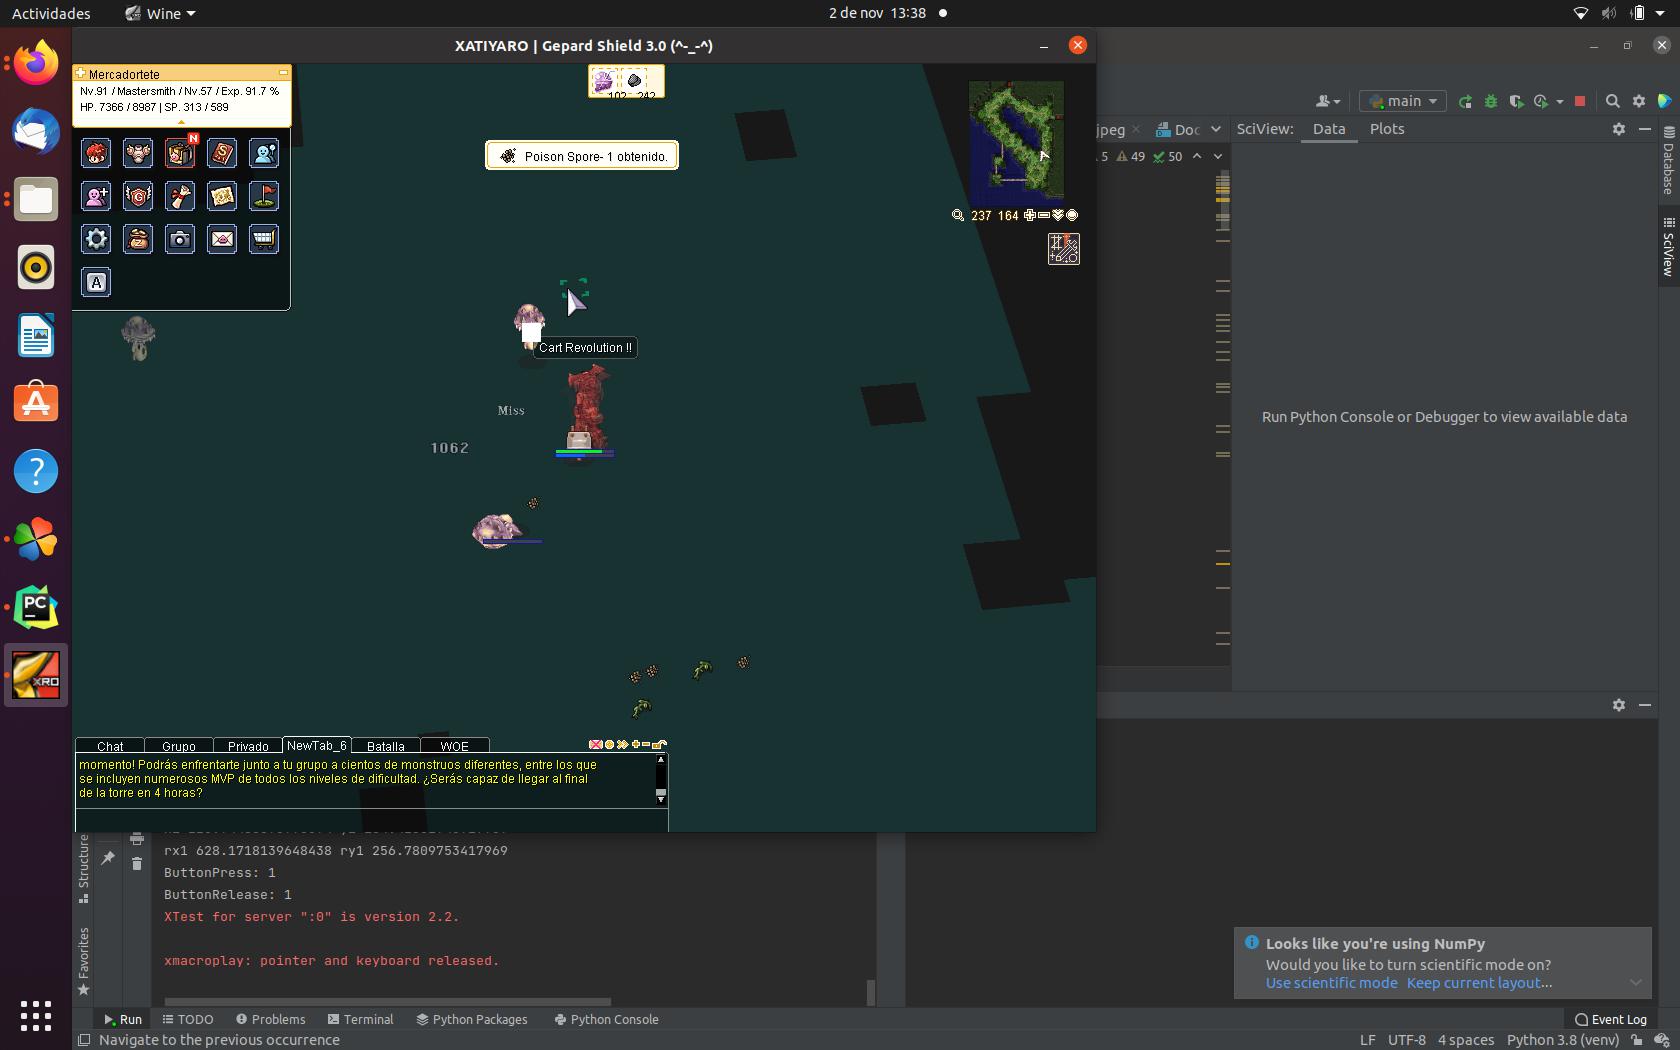 Actividades
Wine
2 de nov 13:38
XATIYARO | Gepard Shield 3.0 (^-_-^)
Mercadortete
Nv.91 / Mastersmith / Nv.57 / Exp. 91.7 %
HP. 7366 / 8987 | SP. 313 / 589
N
A
102 242
Poison Spore- 1 obtenido.
237 164
Cart Revolution !!
Miss
1062
main
jpeg
Doc
SciView:
Data
Plots
5 49 50
Database
SciView
Run Python Console or Debugger to view available data
PC
XRO
Chat
Grupo
Privado
NewTab_6
Batalla
WOE
momento! Podrás enfrentarte junto a tu grupo a cientos de monstruos diferentes, entre los que
se incluyen numerosos MVP de todos los niveles de dificultad. ¿Serás capaz de llegar al final
de la torre en 4 horas?
Structure
Favorites
rx1 628.1718139648438 ry1 256.7809753417969
ButtonPress: 1
ButtonRelease: 1
XTest for server ":0" is version 2.2.
xmacroplay: pointer and keyboard released.
Looks like you're using NumPy
Would you like to turn scientific mode on?
Use scientific mode Keep current layout...
Run
TODO
Problems
Terminal
Python Packages
Python Console
Event Log
Navigate to the previous occurrence
LF UTF-8 4 spaces Python 3.8 (venv)